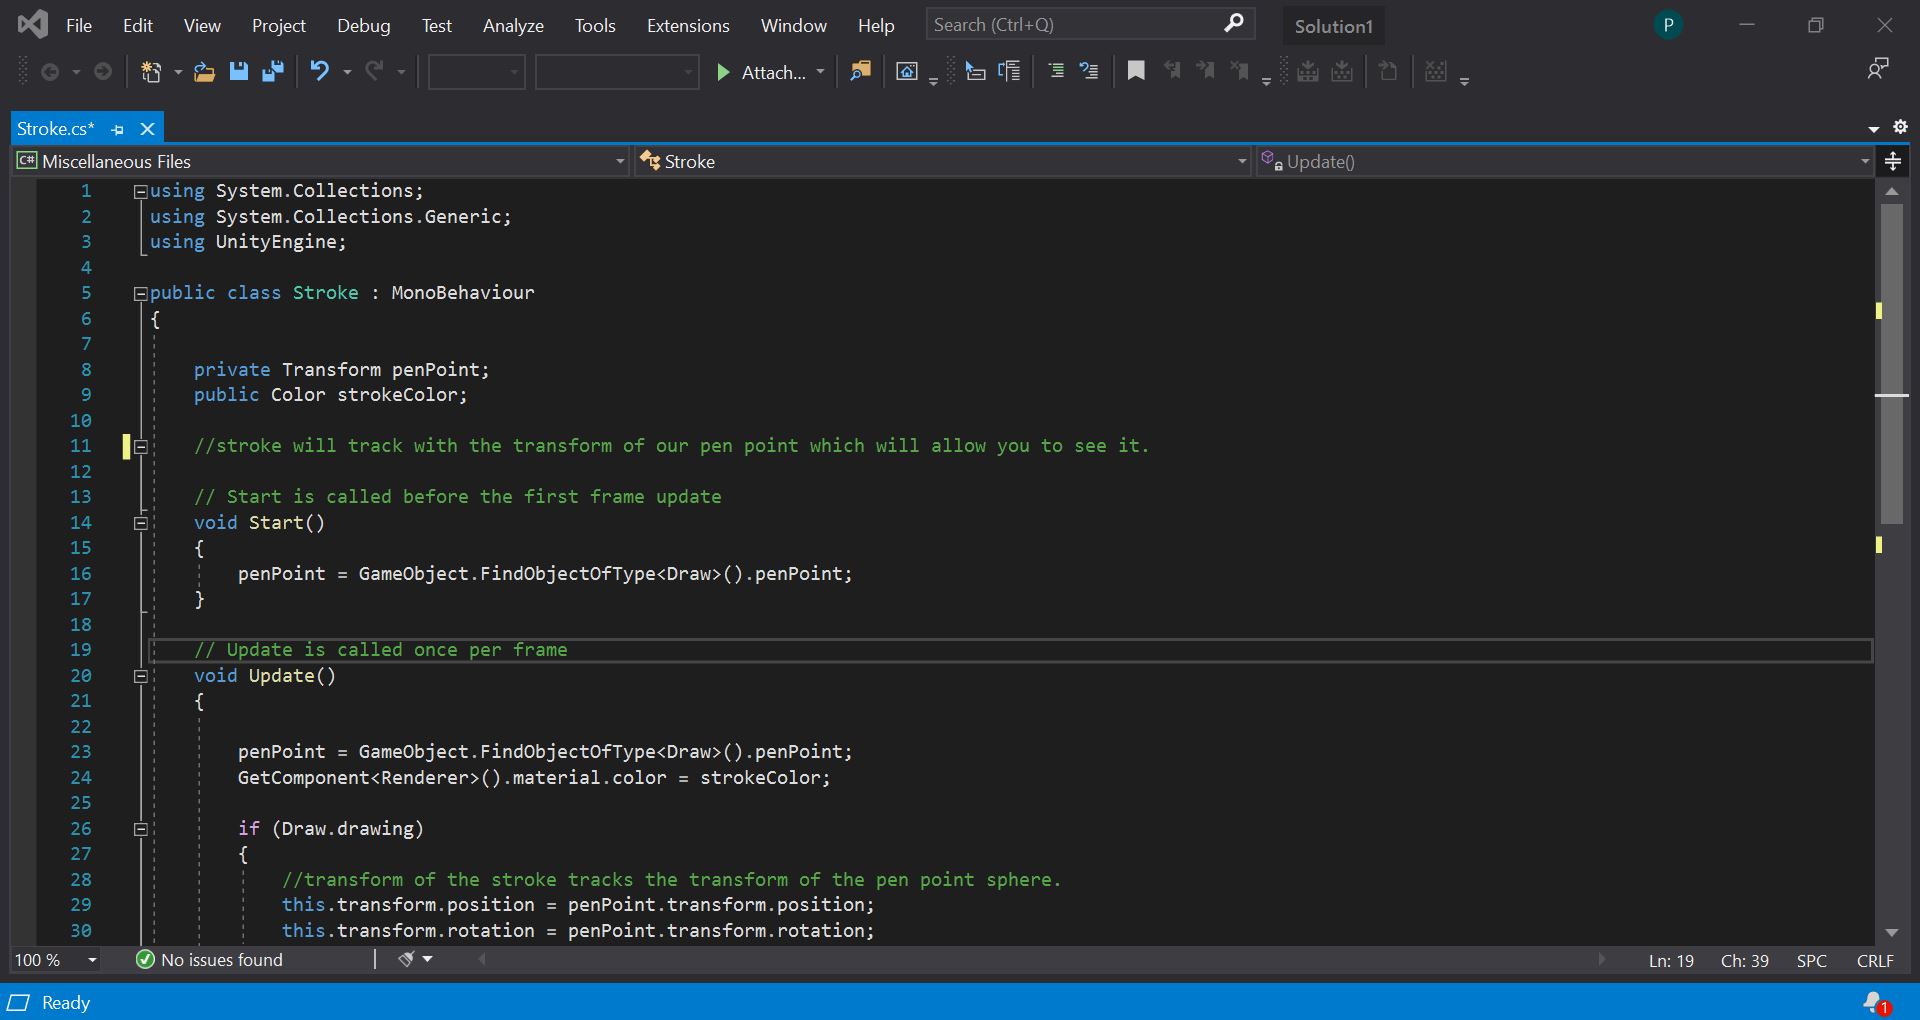 File Edit View Project Debug Test Analyze Tools Extensions Window Help Search (Ctrl+Q) Solution1 P
Attach...
Stroke.cs*
C# Miscellaneous Files Stroke Update()
1 using System.Collections;
2 using System.Collections.Generic;
3 using UnityEngine;
4
5 public class Stroke : MonoBehaviour
6 {
7
8 private Transform penPoint;
9 public Color strokeColor;
10
11 //stroke will track with the transform of our pen point which will allow you to see it.
12
13 // Start is called before the first frame update
14 void Start()
15 {
16 penPoint = GameObject.FindObjectOfType<Draw>().penPoint;
17 }
18
19 // Update is called once per frame
20 void Update()
21 {
22
23 penPoint = GameObject.FindObjectOfType<Draw>().penPoint;
24 GetComponent<Renderer>().material.color = strokeColor;
25
26 if (Draw.drawing)
27 {
28 //transform of the stroke tracks the transform of the pen point sphere.
29 this.transform.position = penPoint.transform.position;
30 this.transform.rotation = penPoint.transform.rotation;
100 % No issues found Ln: 19 Ch: 39 SPC CRLF
Ready 1